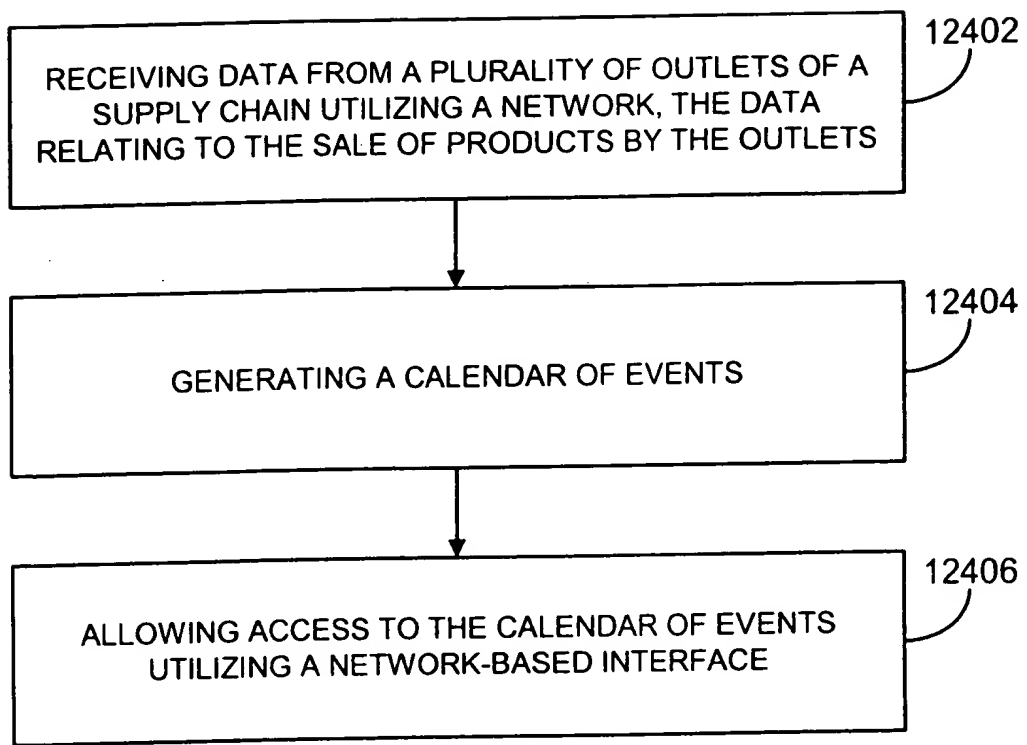 12402
RECEIVING DATA FROM A PLURALITY OF OUTLETS OF A
SUPPLY CHAIN UTILIZING A NETWORK, THE DATA
RELATING TO THE SALE OF PRODUCTS BY THE OUTLETS
12404
GENERATING A CALENDAR OF EVENTS
12406
ALLOWING ACCESS TO THE CALENDAR OF EVENTS
UTILIZING A NETWORK-BASED INTERFACE